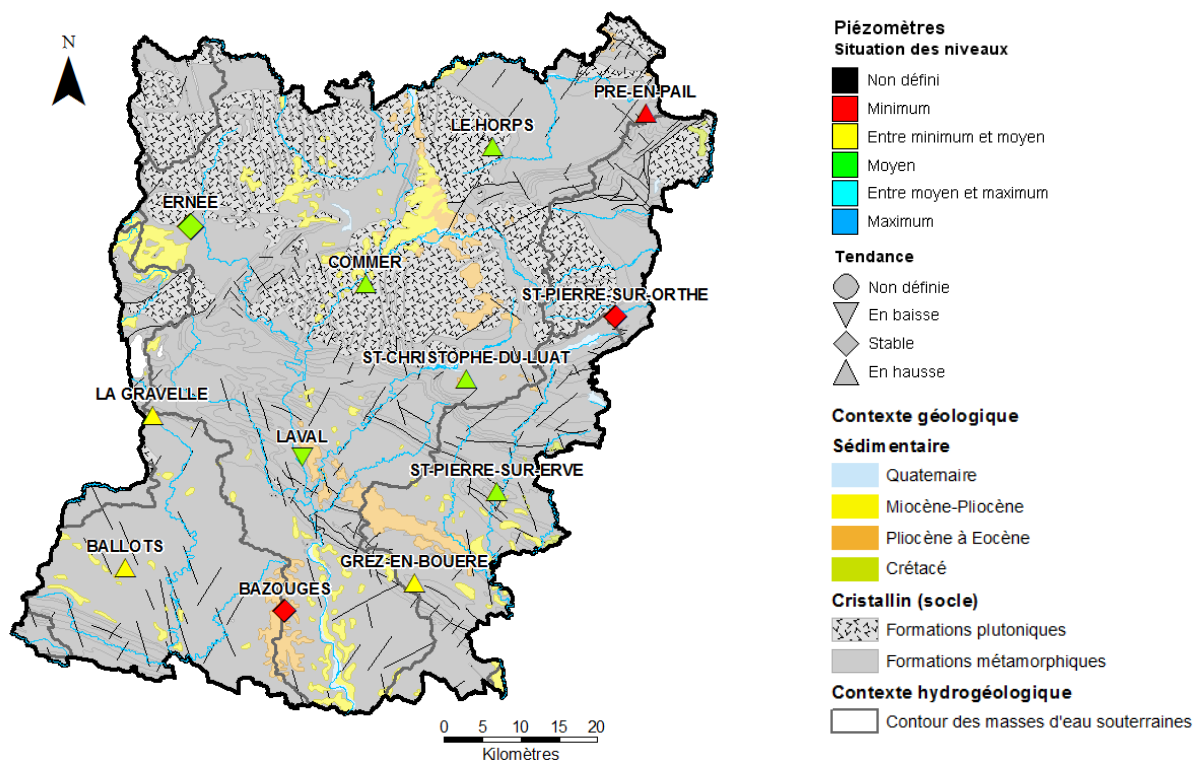 N
PRE-EN-PAIL
LE HORPS
ERNEE
COMMER
ST-PIERRE-SUR-ORTHE
ST-CHRISTOPHE-DU-LUAT
LA GRAVELLE
LAVAL
ST-PIERRE-SUR-ERVE
BALLOTS
GREZ-EN-BOUERE
BAZOUGES
0 5 10 15 20
Kilomètres
Piézomètres
Situation des niveaux
Non défini
Minimum
Entre minimum et moyen
Moyen
Entre moyen et maximum
Maximum
Tendance
Non définie
En baisse
Stable
En hausse
Contexte géologique
Sédimentaire
Quaternaire
Miocène-Pliocène
Pliocène à Eocène
Crétacé
Cristallin (socle)
Formations plutoniques
Formations métamorphiques
Contexte hydrogéologique
Contour des masses d'eau souterraines